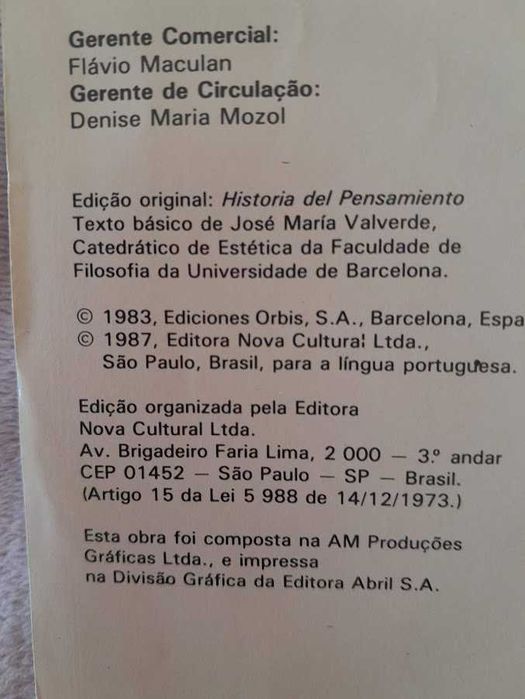 Gerente Comercial:
Flávio Maculan
Gerente de Circulação:
Denise Maria Mozol
Edição original: Historia del Pensamiento
Texto básico de José María Valverde,
Catedrático de Estética da Faculdade de
Filosofia da Universidade de Barcelona.
© 1983, Ediciones Orbis, S.A., Barcelona, Espa
© 1987, Editora Nova Cultural Ltda.,
São Paulo, Brasil, para a língua portuguesa.
Edição organizada pela Editora
Nova Cultural Ltda.
Av. Brigadeiro Faria Lima, 2 000 — 3.º andar
CEP 01452 — São Paulo — SP — Brasil.
(Artigo 15 da Lei 5 988 de 14/12/1973.)
Esta obra foi composta na AM Produções
Gráficas Ltda., e impressa
na Divisão Gráfica da Editora Abril S.A.